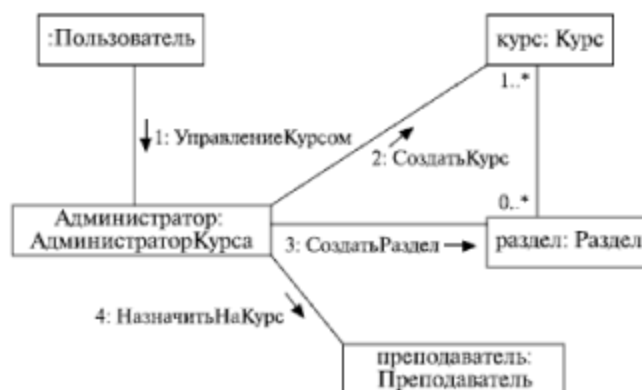 :Пользователь
курс: Курс
1..*
1: УправлениеКурсом
2: СоздатьКурс
0..*
Администратор:
АдминистраторКурса
3: СоздатьРаздел
раздел: Раздел
4: НазначитьНаКурс
преподаватель:
Преподаватель